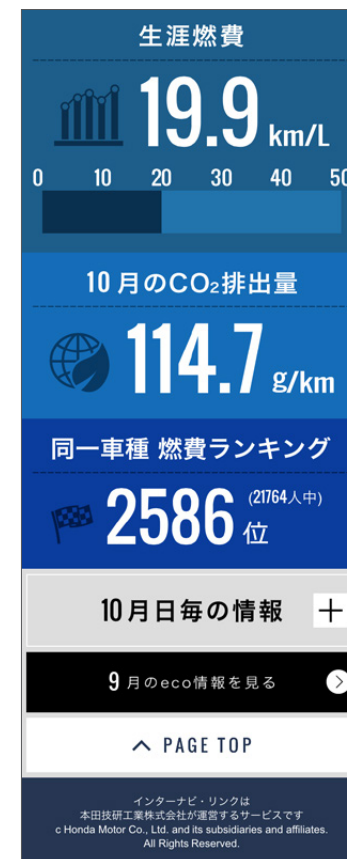 生涯燃費
19.9 km/L
0 10 20 30 40 50
10月のCO₂排出量
114.7 g/km
同一車種 燃費ランキング
2586位 (21764人中)
10月日毎の情報 +
9月のeco情報を見る
PAGE TOP
インターナビ・リンクは
本田技研工業株式会社が運営するサービスです
c Honda Motor Co., Ltd. and its subsidiaries and affiliates.
All Rights Reserved.